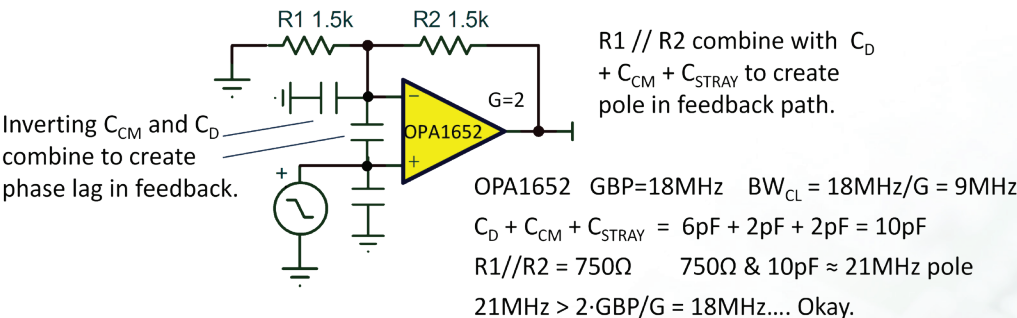 R1 1.5k
R2 1.5k
R1 // R2 combine with C_D
+ C_CM + C_STRAY to create
pole in feedback path.
G=2
−
OPA1652
+
Inverting C_CM and C_D
combine to create
phase lag in feedback.
+
OPA1652 GBP=18MHz BW_CL = 18MHz/G = 9MHz
C_D + C_CM + C_STRAY = 6pF + 2pF + 2pF = 10pF
R1//R2 = 750Ω 750Ω & 10pF ≈ 21MHz pole
21MHz > 2·GBP/G = 18MHz.... Okay.